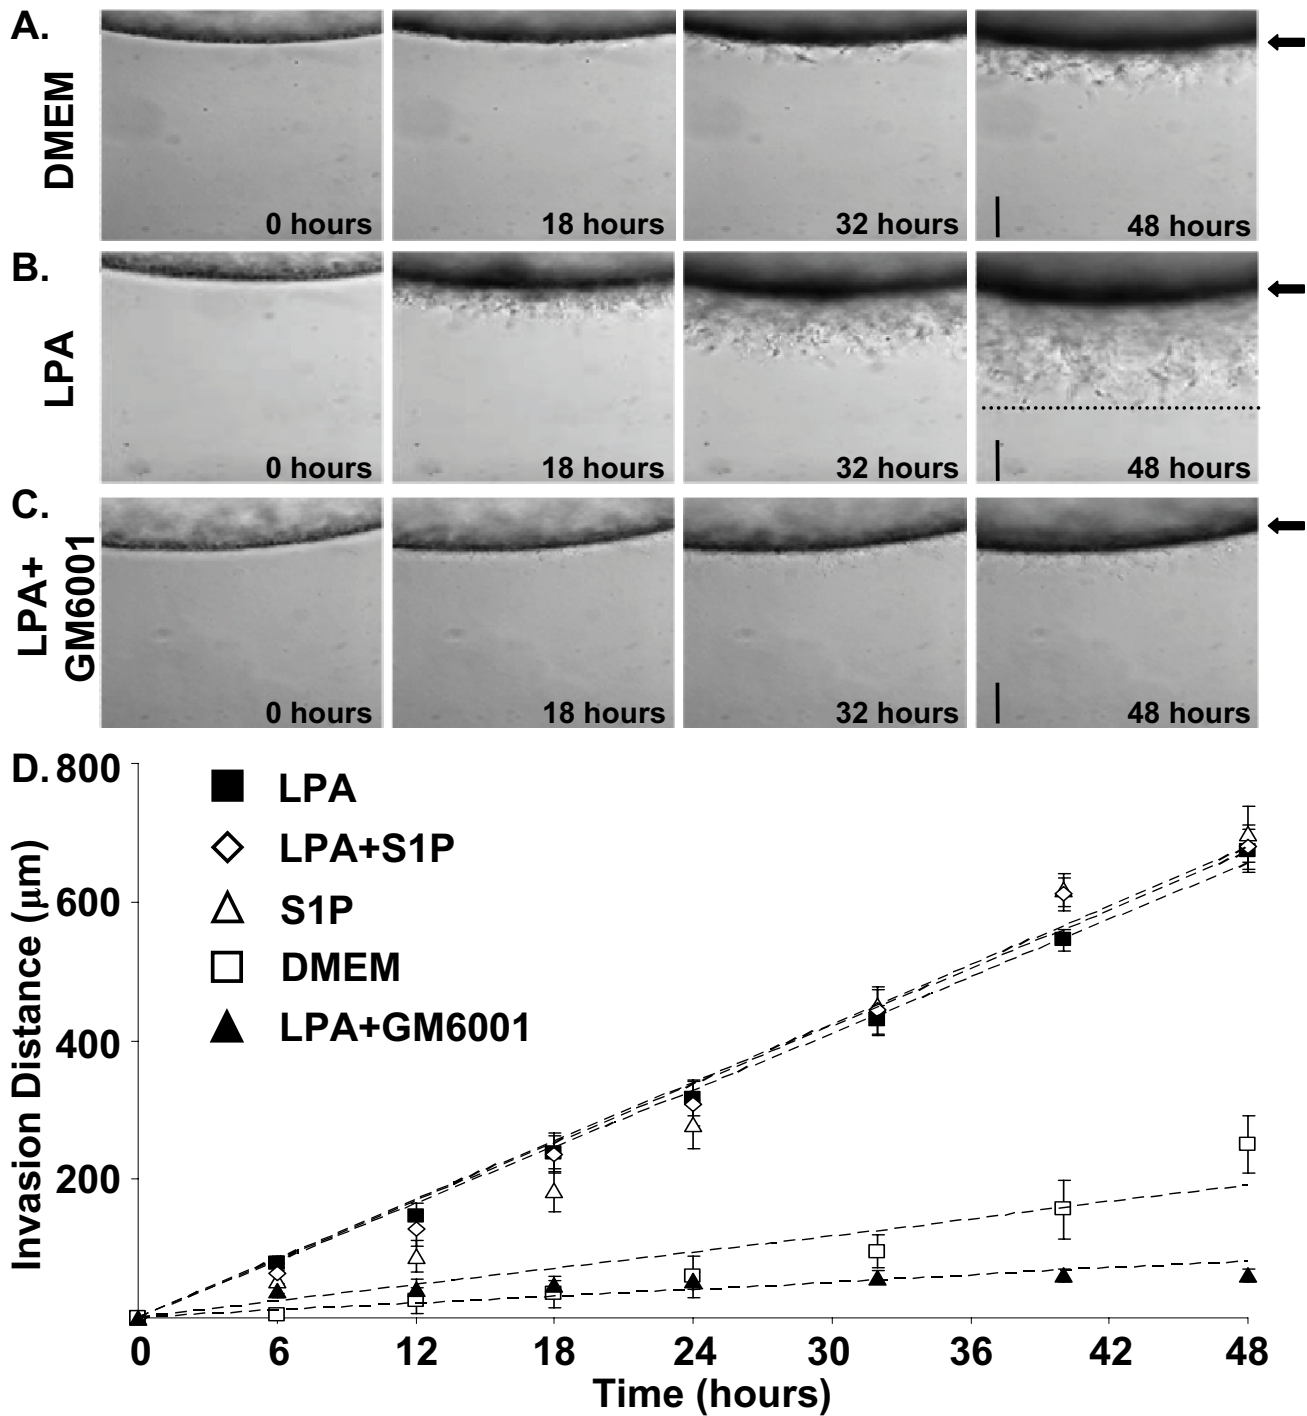 A.
DMEM
0 hours
18 hours
32 hours
48 hours
B.
LPA
0 hours
18 hours
32 hours
48 hours
C.
LPA+
GM6001
0 hours
18 hours
32 hours
48 hours
D.
800
600
400
200
Invasion Distance (μm)
LPA
LPA+S1P
S1P
DMEM
LPA+GM6001
0 6 12 18 24 30 36 42 48
Time (hours)